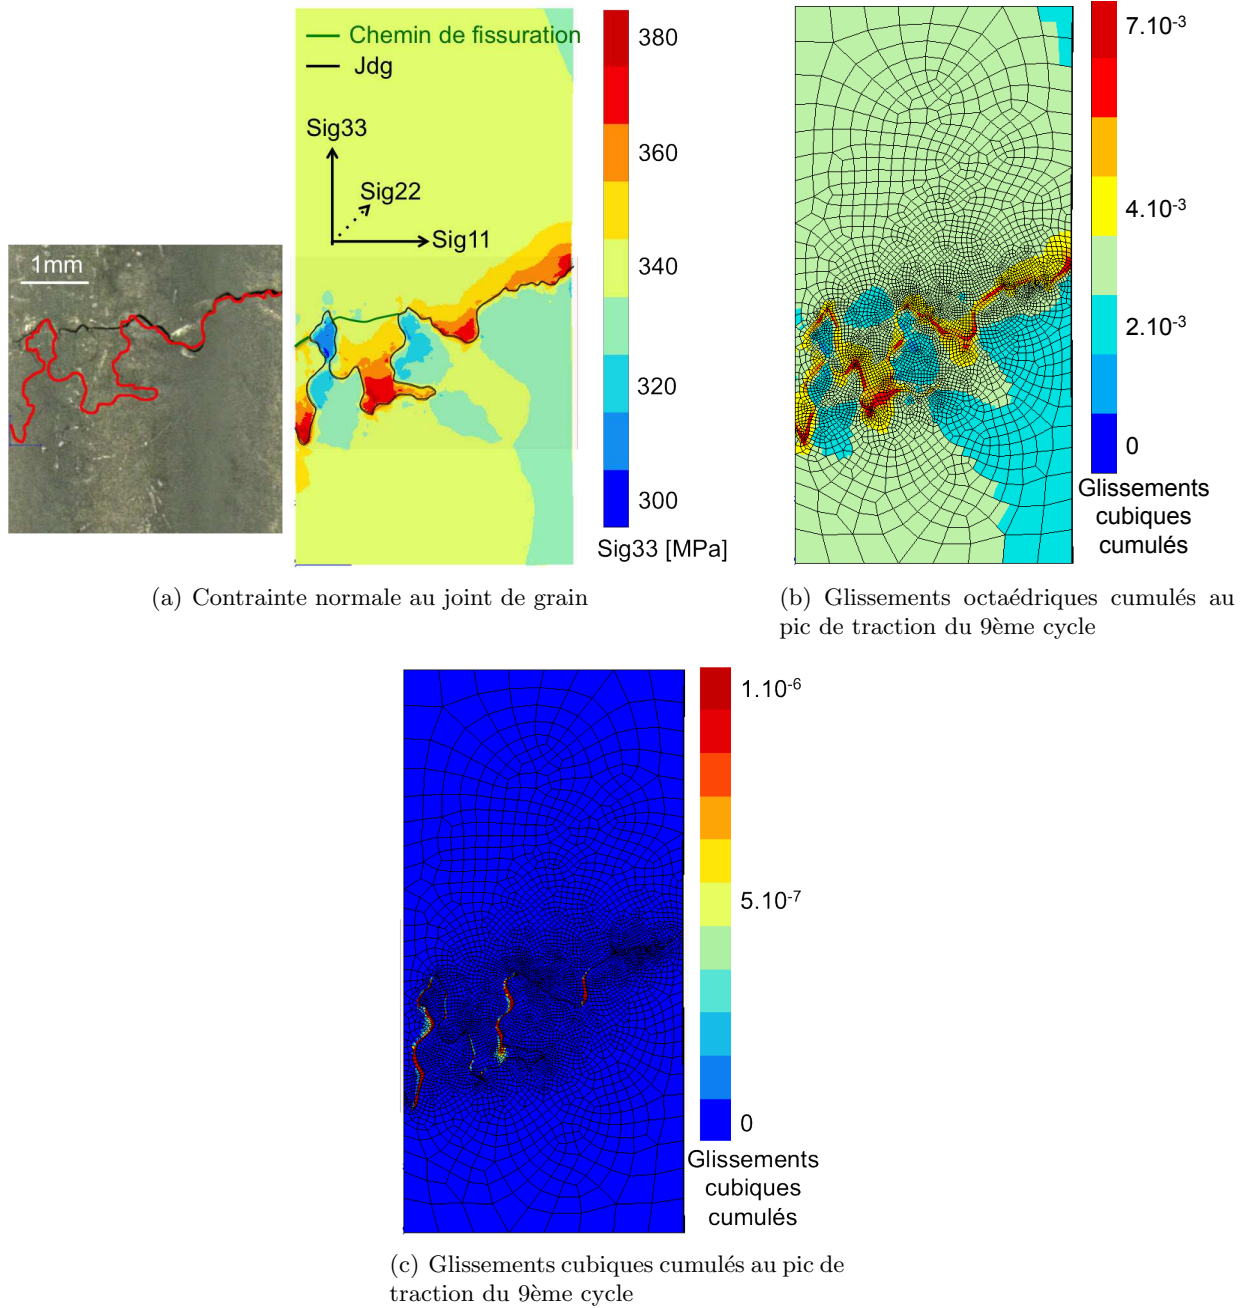 Chemin de fissuration
Jdg
Sig33
Sig22
Sig11
1mm
380
360
340
320
300
Sig33 [MPa]
(a) Contrainte normale au joint de grain
7.10-3
4.10-3
2.10-3
0
Glissements
cubiques
cumulés
(b) Glissements octaédriques cumulés au
pic de traction du 9ème cycle
1.10-6
5.10-7
0
Glissements
cubiques
cumulés
(c) Glissements cubiques cumulés au pic de
traction du 9ème cycle